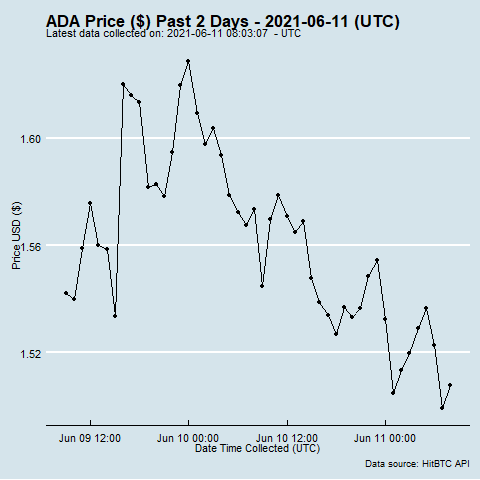 ADA Price ($) Past 2 Days - 2021-06-11 (UTC)
Latest data collected on: 2021-06-11 08:03:07 - UTC
Price USD ($)
1.60
1.56
1.52
Jun 09 12:00 Jun 10 00:00 Jun 10 12:00 Jun 11 00:00
Date Time Collected (UTC)
Data source: HitBTC API